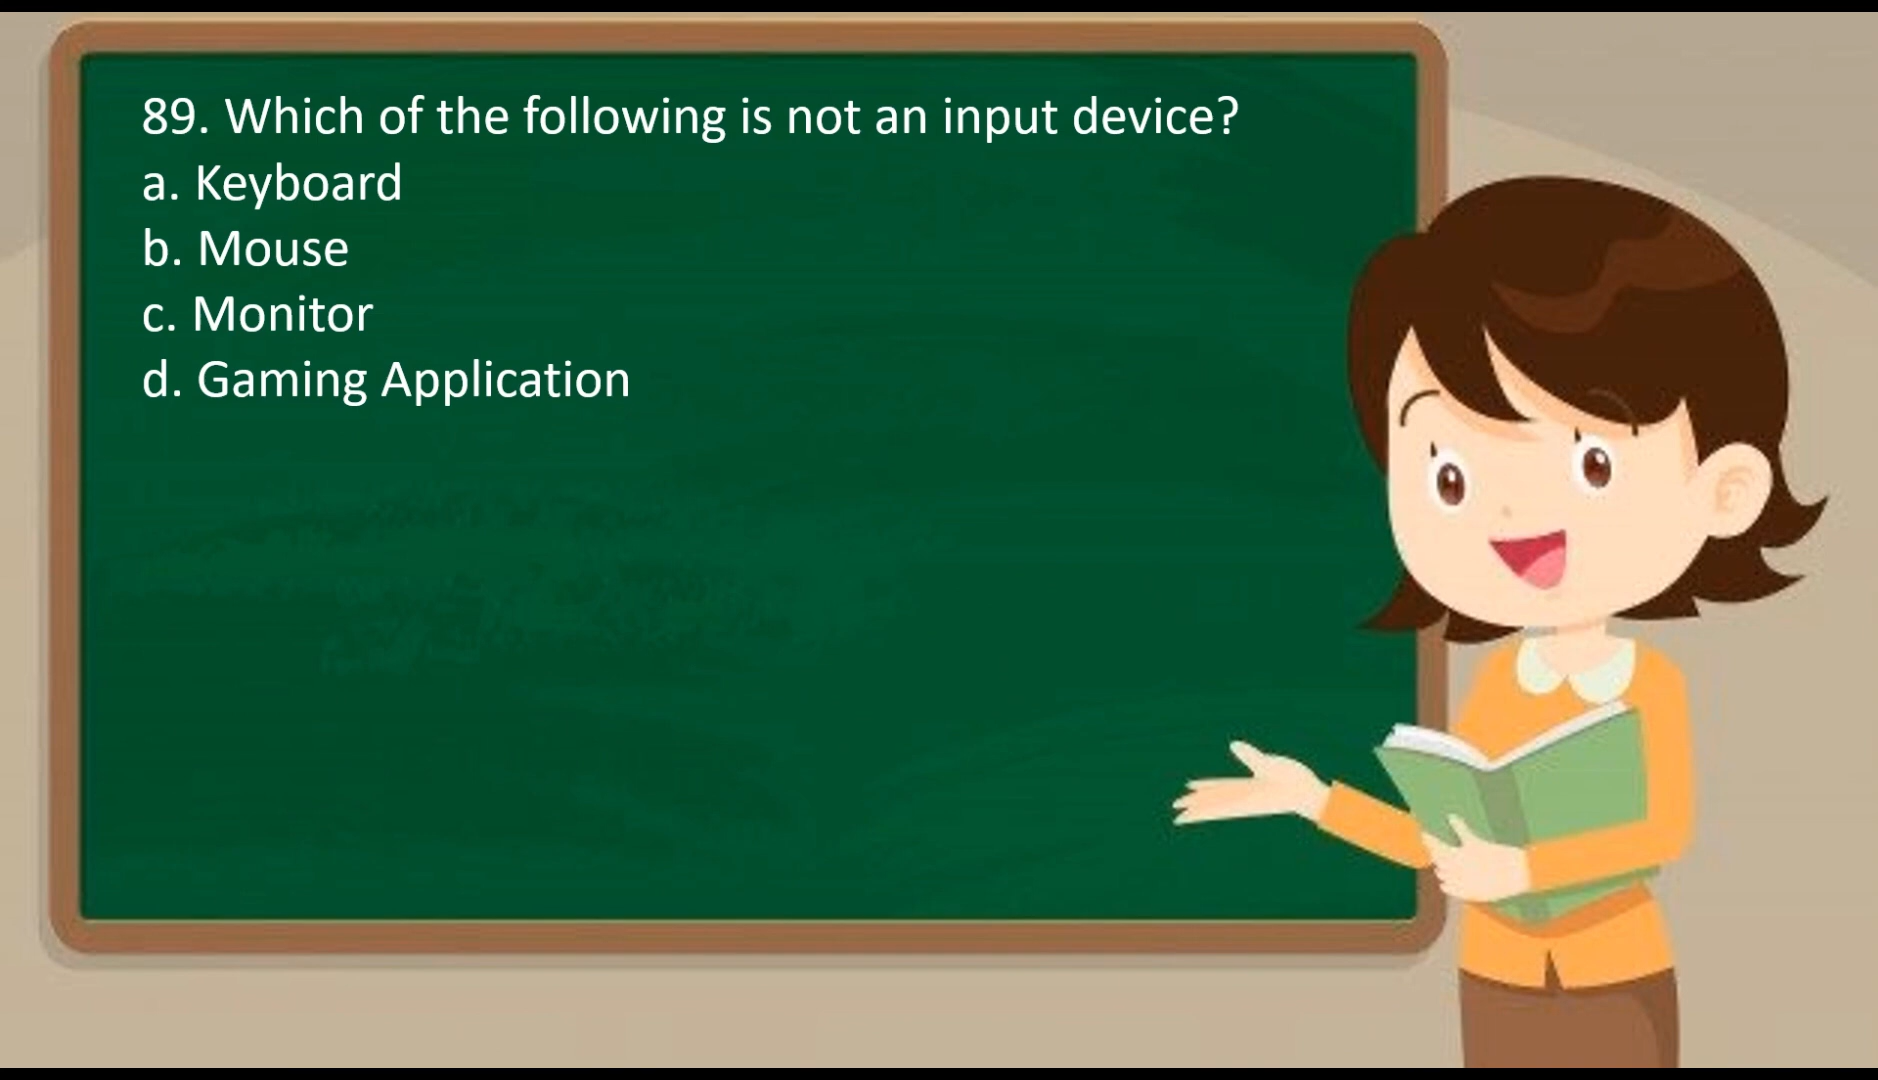 89. Which of the following is not an input device?
a. Keyboard
b. Mouse
c. Monitor
d. Gaming Application